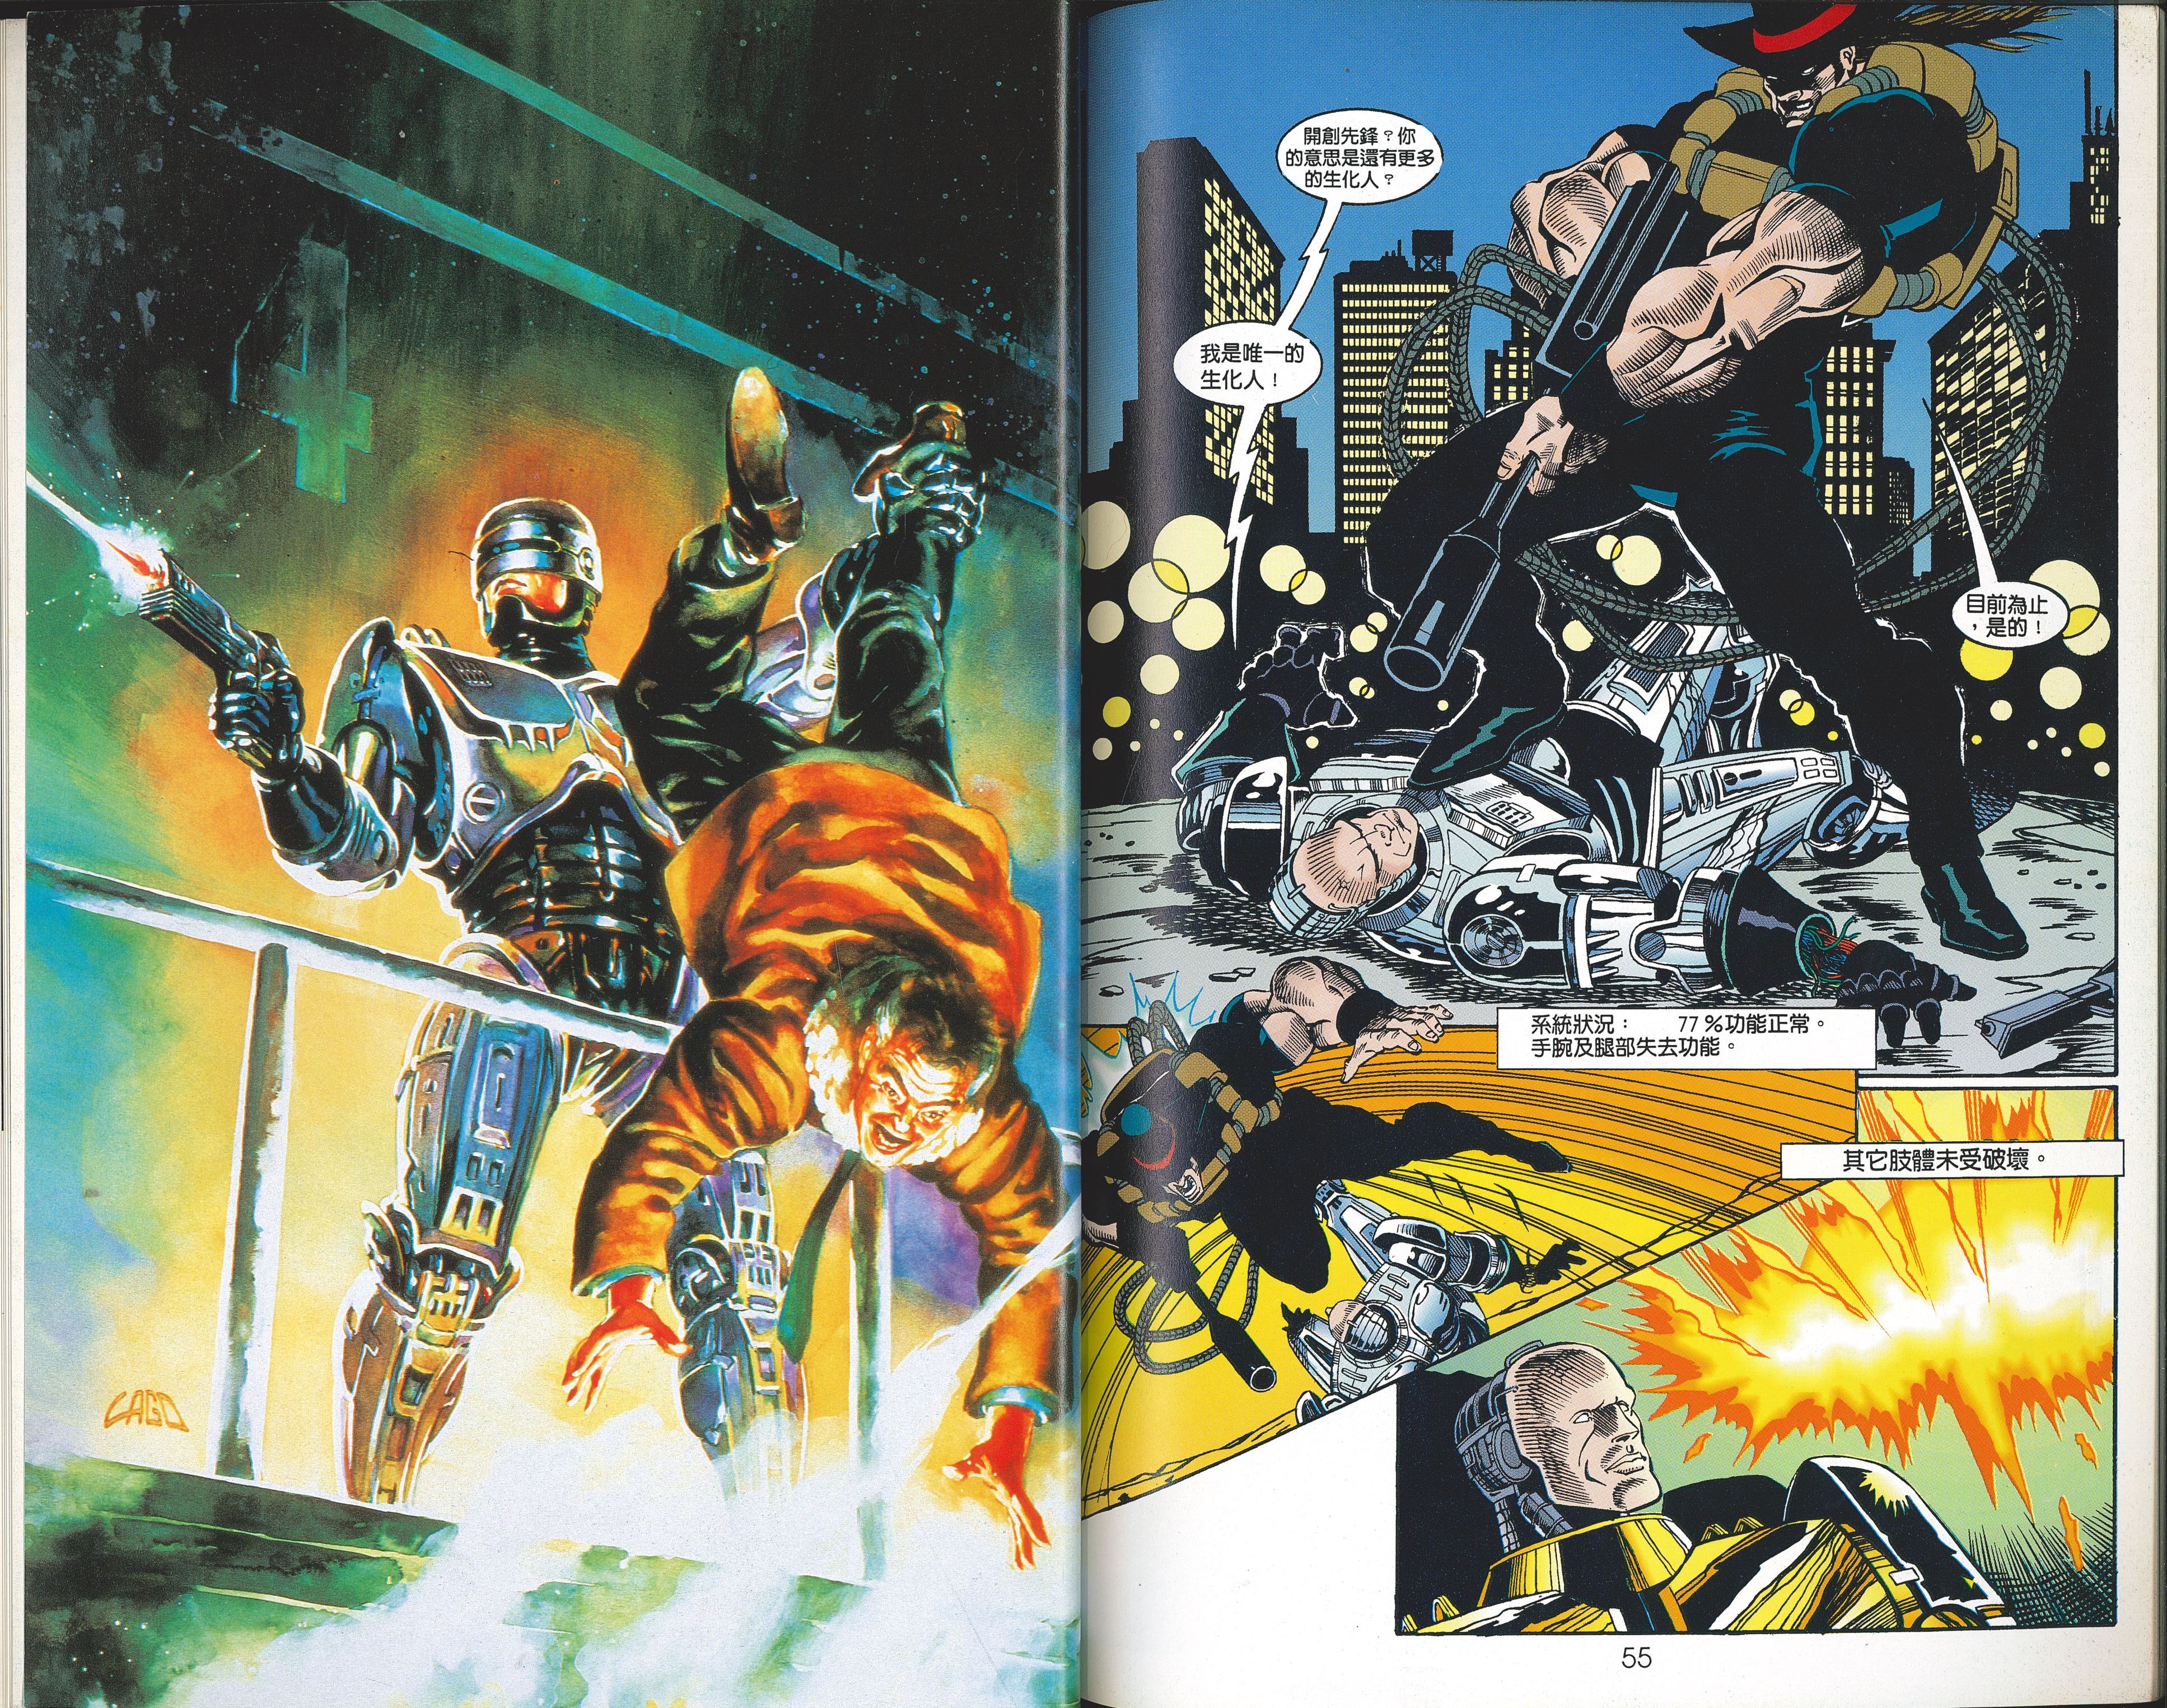 4
LAGO
開創先鋒？你
的意思是還有更多
的生化人？
我是唯一的
生化人！
目前為止
，是的！
系統狀況： 77％功能正常。
手腕及腿部失去功能。
其它肢體未受破壞。
55